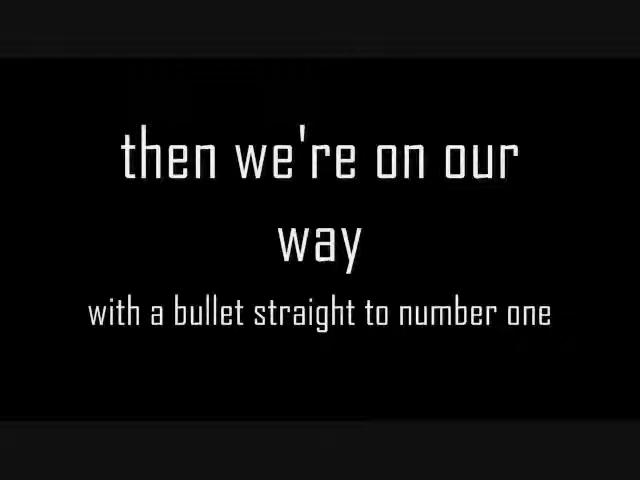 then we're on our
way
with a bullet straight to number one